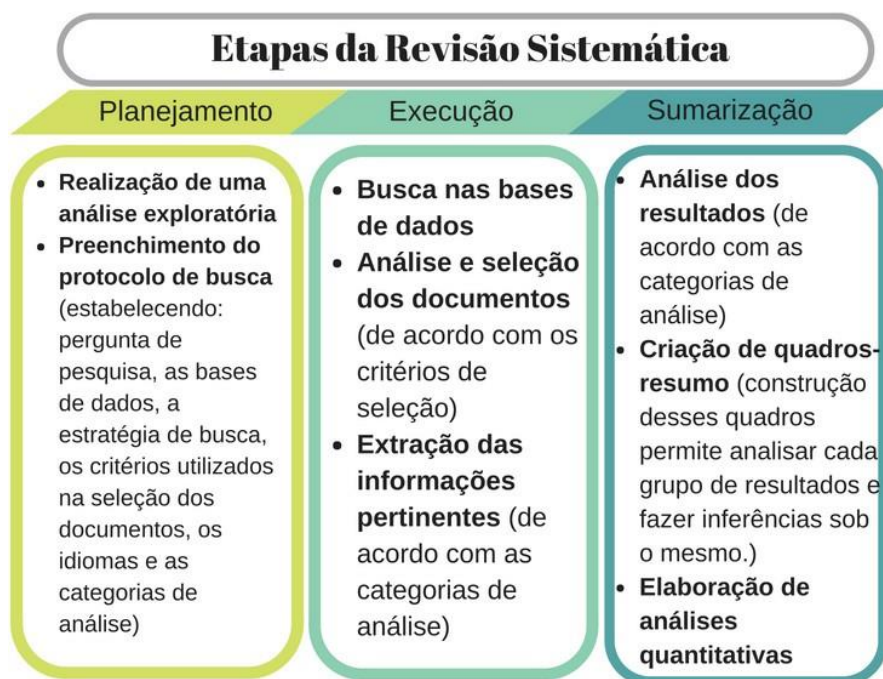 Etapas da Revisão Sistemática
Planejamento
Execução
Sumarização
• Realização de uma
análise exploratória
• Preenchimento do
protocolo de busca
(estabelecendo:
pergunta de
pesquisa, as bases
de dados, a
estratégia de busca,
os critérios utilizados
na seleção dos
documentos, os
idiomas e as
categorias de
análise)
• Busca nas bases
de dados
• Análise e seleção
dos documentos
(de acordo com os
critérios de
seleção)
• Extração das
informações
pertinentes (de
acordo com as
categorias de
análise)
• Análise dos
resultados (de
acordo com as
categorias de
análise)
• Criação de quadros-
resumo (construção
desses quadros
permite analisar cada
grupo de resultados e
fazer inferências sob
o mesmo.)
• Elaboração de
análises
quantitativas